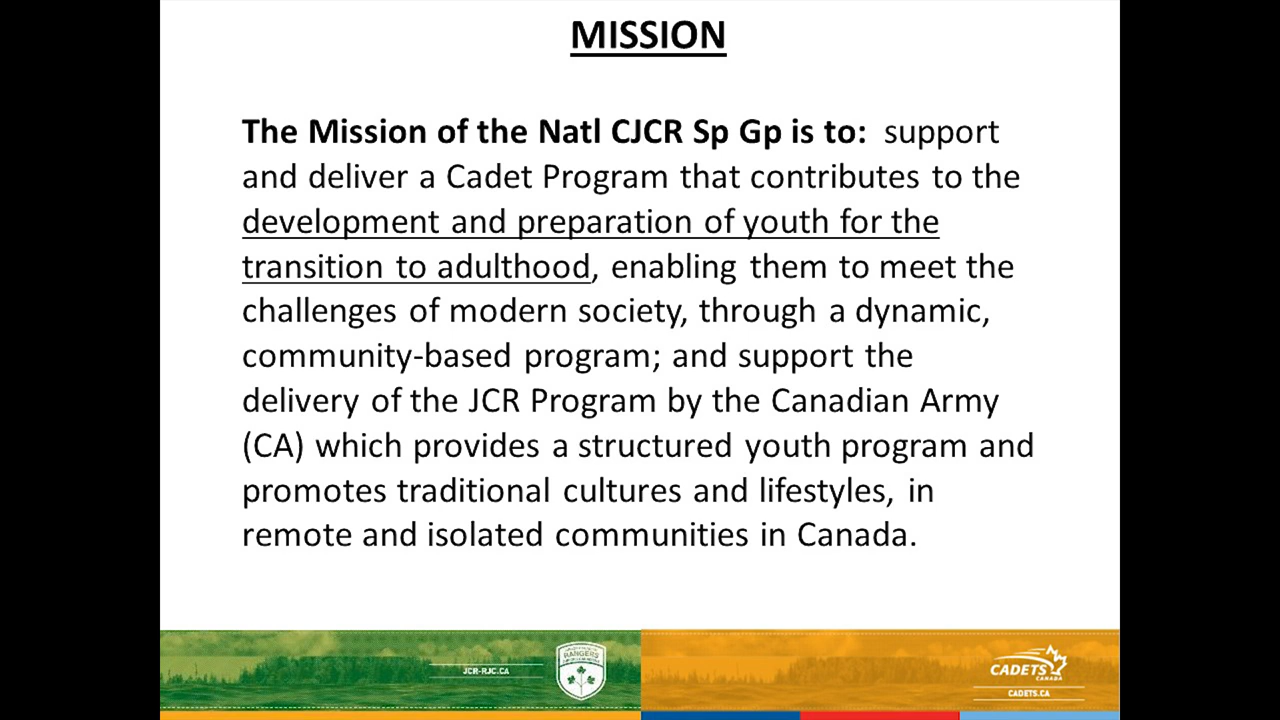 MISSION
The Mission of the Natl CJCR Sp Gp is to: support
and deliver a Cadet Program that contributes to the
development and preparation of youth for the
transition to adulthood, enabling them to meet the
challenges of modern society, through a dynamic,
community-based program; and support the
delivery of the JCR Program by the Canadian Army
(CA) which provides a structured youth program and
promotes traditional cultures and lifestyles, in
remote and isolated communities in Canada.
JCR-RJC.CA
RANGERS
CADETS
CANADA
CADETS.CA